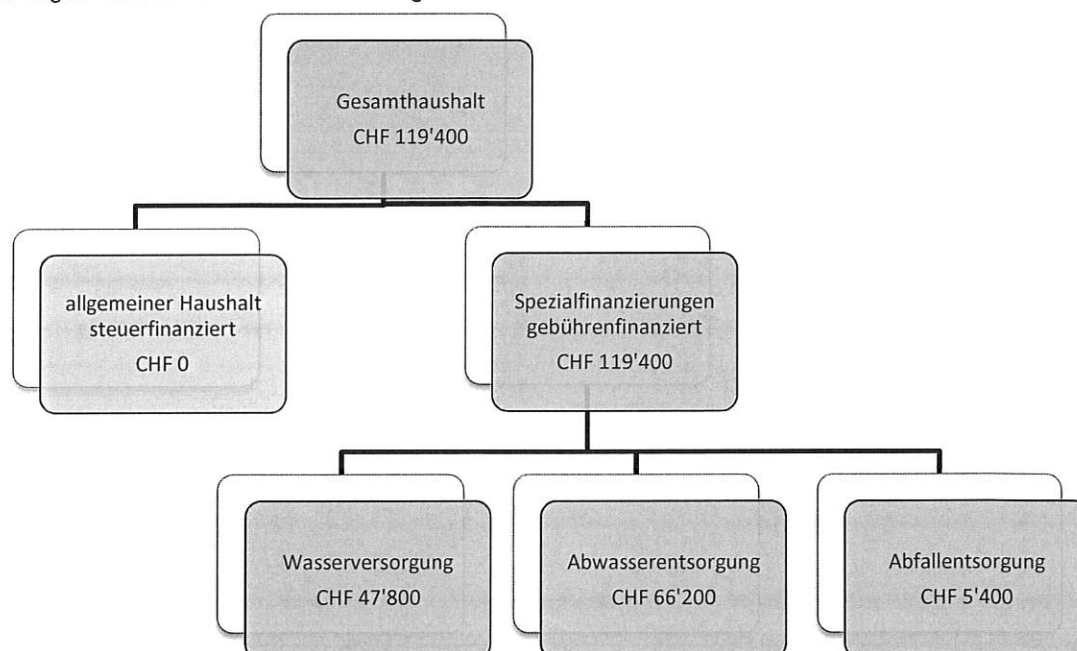 Gesamthaushalt
CHF 119'400
allgemeiner Haushalt
steuerfinanziert
CHF 0
Spezialfinanzierungen
gebührenfinanziert
CHF 119'400
Wasserversorgung
CHF 47'800
Abwasserentsorgung
CHF 66'200
Abfallentsorgung
CHF 5'400